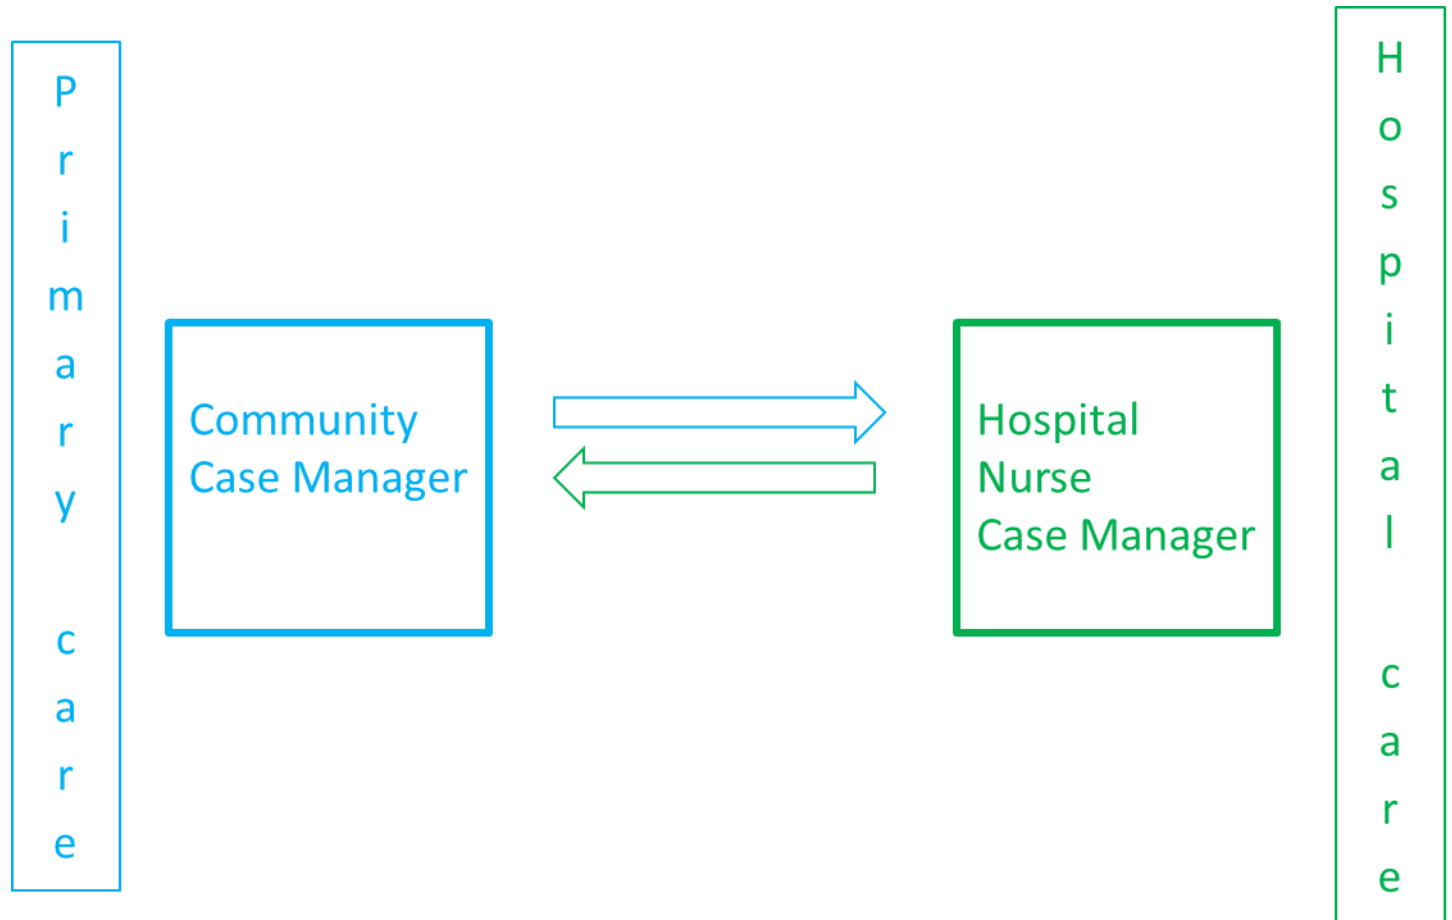 Primary care
Community
Case Manager
Hospital
Nurse
Case Manager
Hospital care